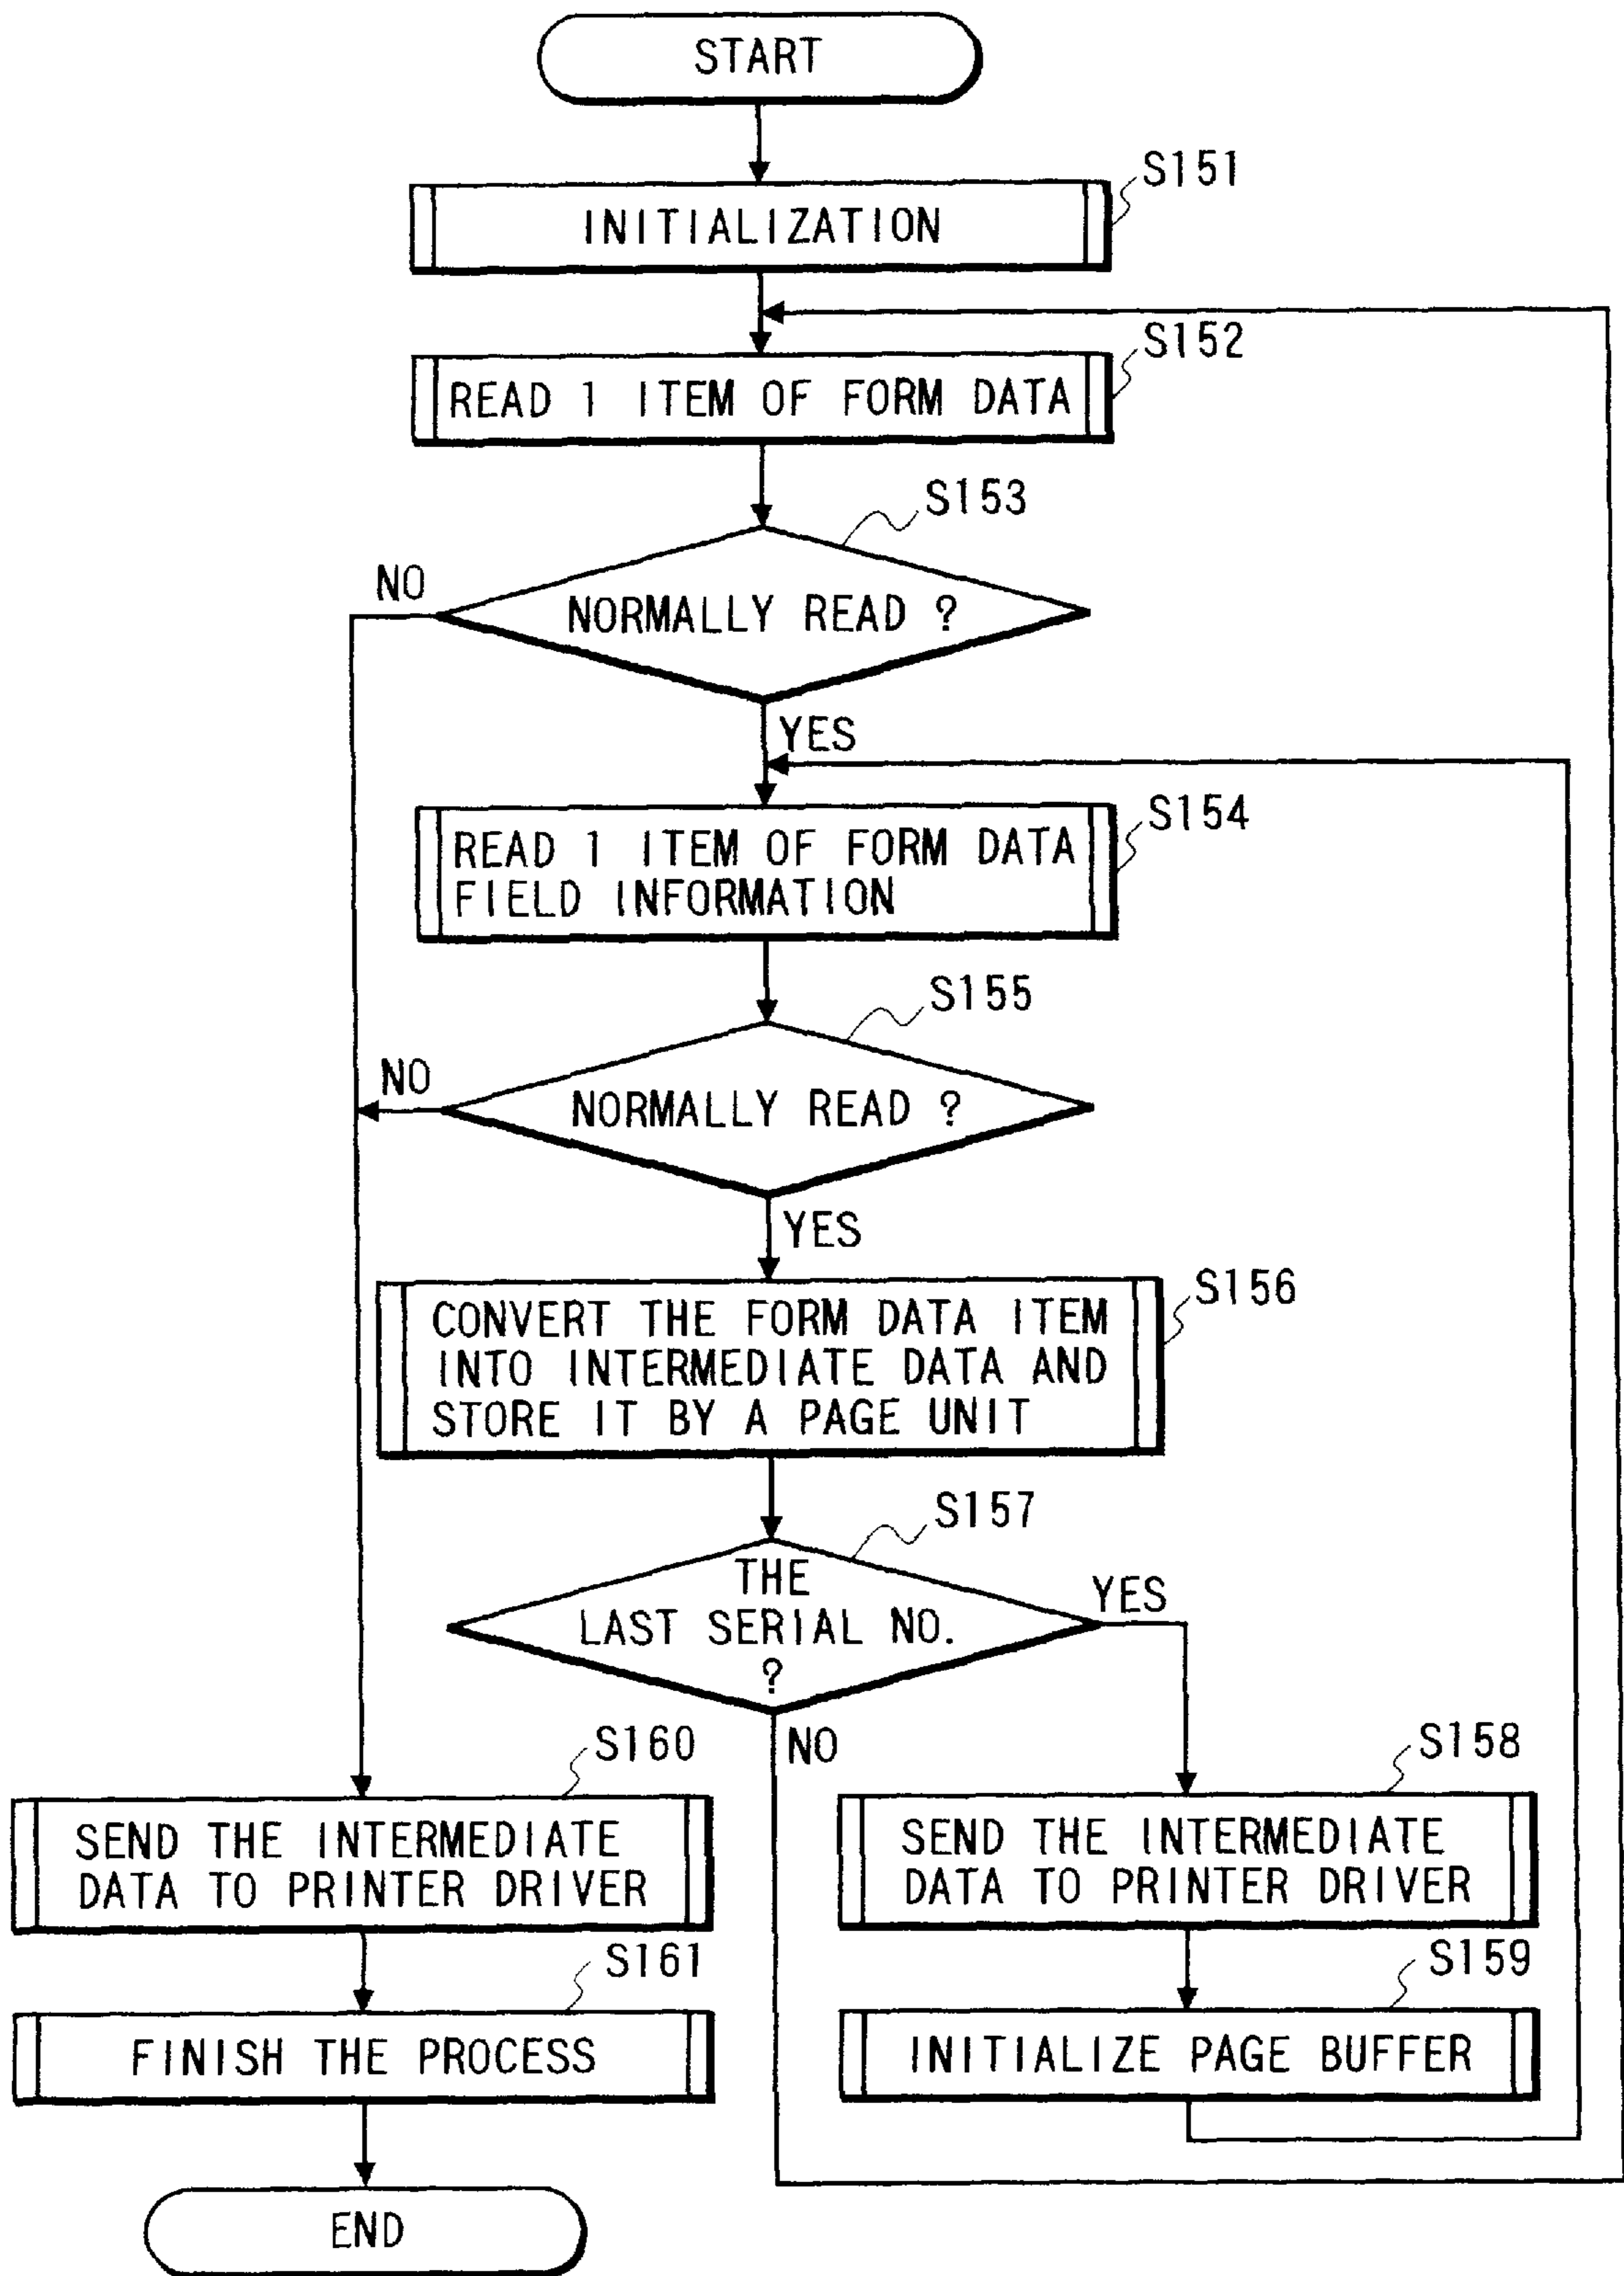 START
S151
INITIALIZATION
S152
READ 1 ITEM OF FORM DATA
S153
NO
NORMALLY READ ?
YES
S154
READ 1 ITEM OF FORM DATA
FIELD INFORMATION
S155
NO
NORMALLY READ ?
YES
S156
CONVERT THE FORM DATA ITEM
INTO INTERMEDIATE DATA AND
STORE IT BY A PAGE UNIT
S157
THE
LAST SERIAL NO.
?
YES
NO
S160
SEND THE INTERMEDIATE
DATA TO PRINTER DRIVER
S158
SEND THE INTERMEDIATE
DATA TO PRINTER DRIVER
S161
FINISH THE PROCESS
S159
INITIALIZE PAGE BUFFER
END